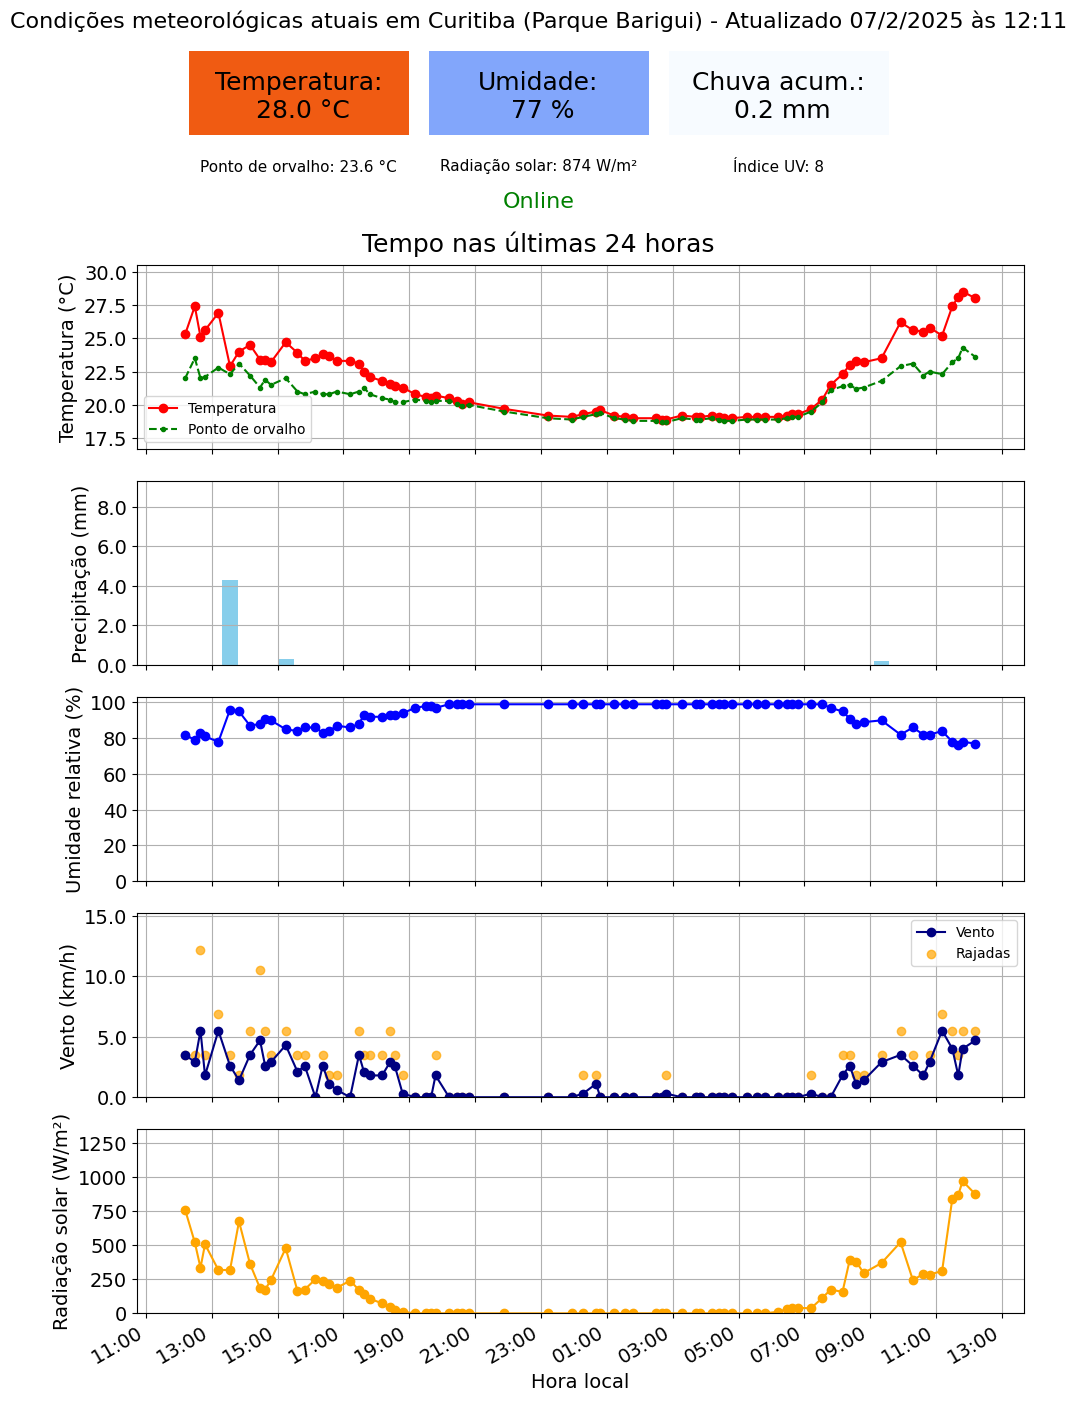 Condições meteorológicas atuais em Curitiba (Parque Barigui) - Atualizado 07/2/2025 às 12:11
Temperatura:
28.0 °C
Umidade:
77 %
Chuva acum.:
0.2 mm
Ponto de orvalho: 23.6 °C
Radiação solar: 874 W/m²
Índice UV: 8
Online
Tempo nas últimas 24 horas
Temperatura (°C)
30.0
27.5
25.0
22.5
20.0
17.5
Temperatura
Ponto de orvalho
Precipitação (mm)
8.0
6.0
4.0
2.0
0.0
Umidade relativa (%)
100
80
60
40
20
0
Vento (km/h)
15.0
10.0
5.0
0.0
Vento
Rajadas
Radiação solar (W/m²)
1250
1000
750
500
250
0
11:00
13:00
15:00
17:00
19:00
21:00
23:00
01:00
03:00
05:00
07:00
09:00
11:00
13:00
Hora local